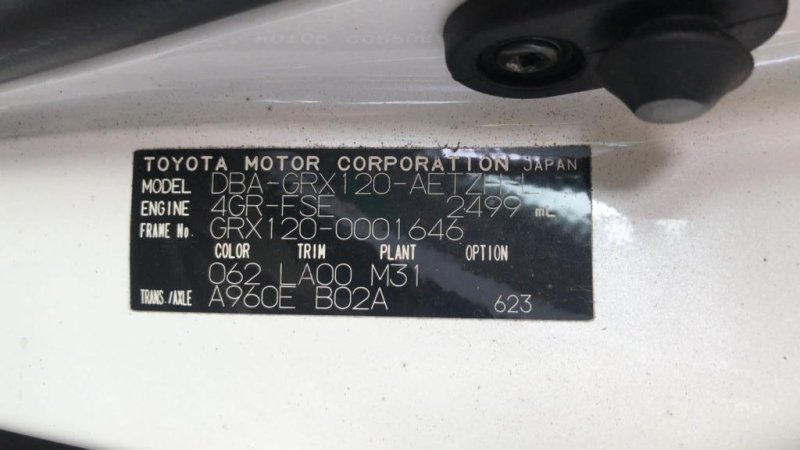 TOYOTA MOTOR CORPORATION JAPAN
MODEL DBA-GRX120-AETZH-L
ENGINE 4GR-FSE 2499 mL
FRAME No. GRX120-0001646
COLOR TRIM PLANT OPTION
062 LA00 M31
TRANS./AXLE A960E B02A 623